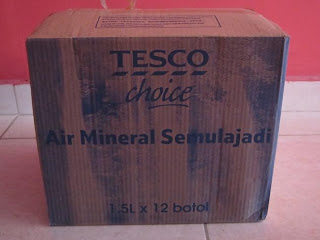 TESCO
choice
Air Mineral Semulajadi
1.5L x 12 botol